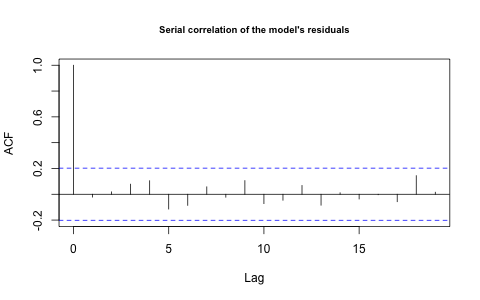 Serial correlation of the model's residuals
1.0
0.6
0.2
-0.2
ACF
0 5 10 15
Lag